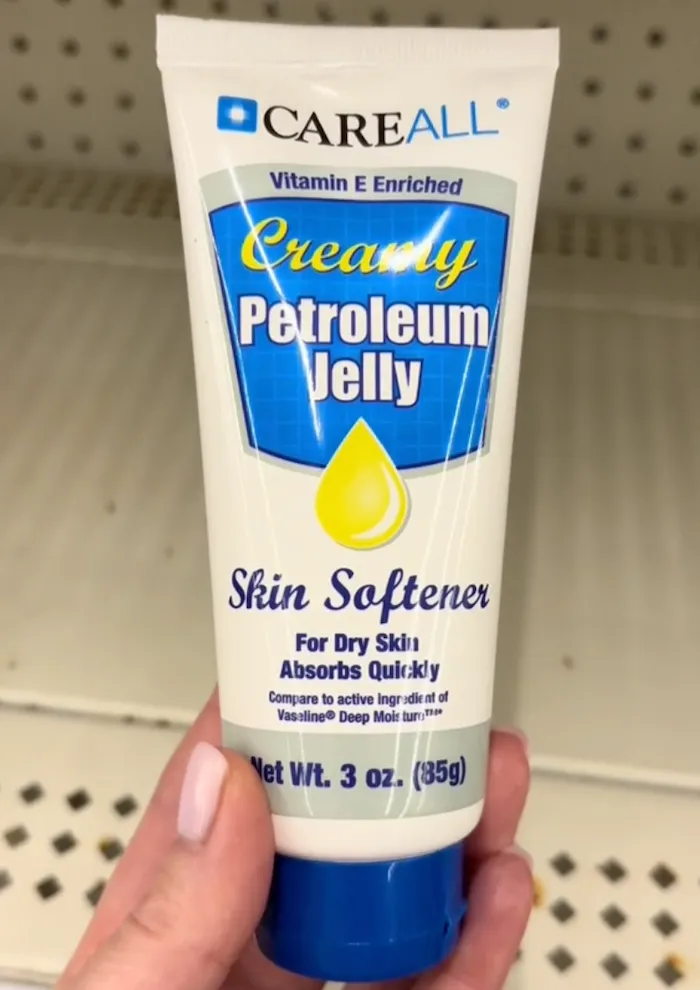 CAREALL®
Vitamin E Enriched
Creamy
Petroleum
Jelly
Skin Softener
For Dry Skin
Absorbs Quickly
Compare to active ingredient of
Vaseline® Deep Moisture™*
Net Wt. 3 oz. (85g)